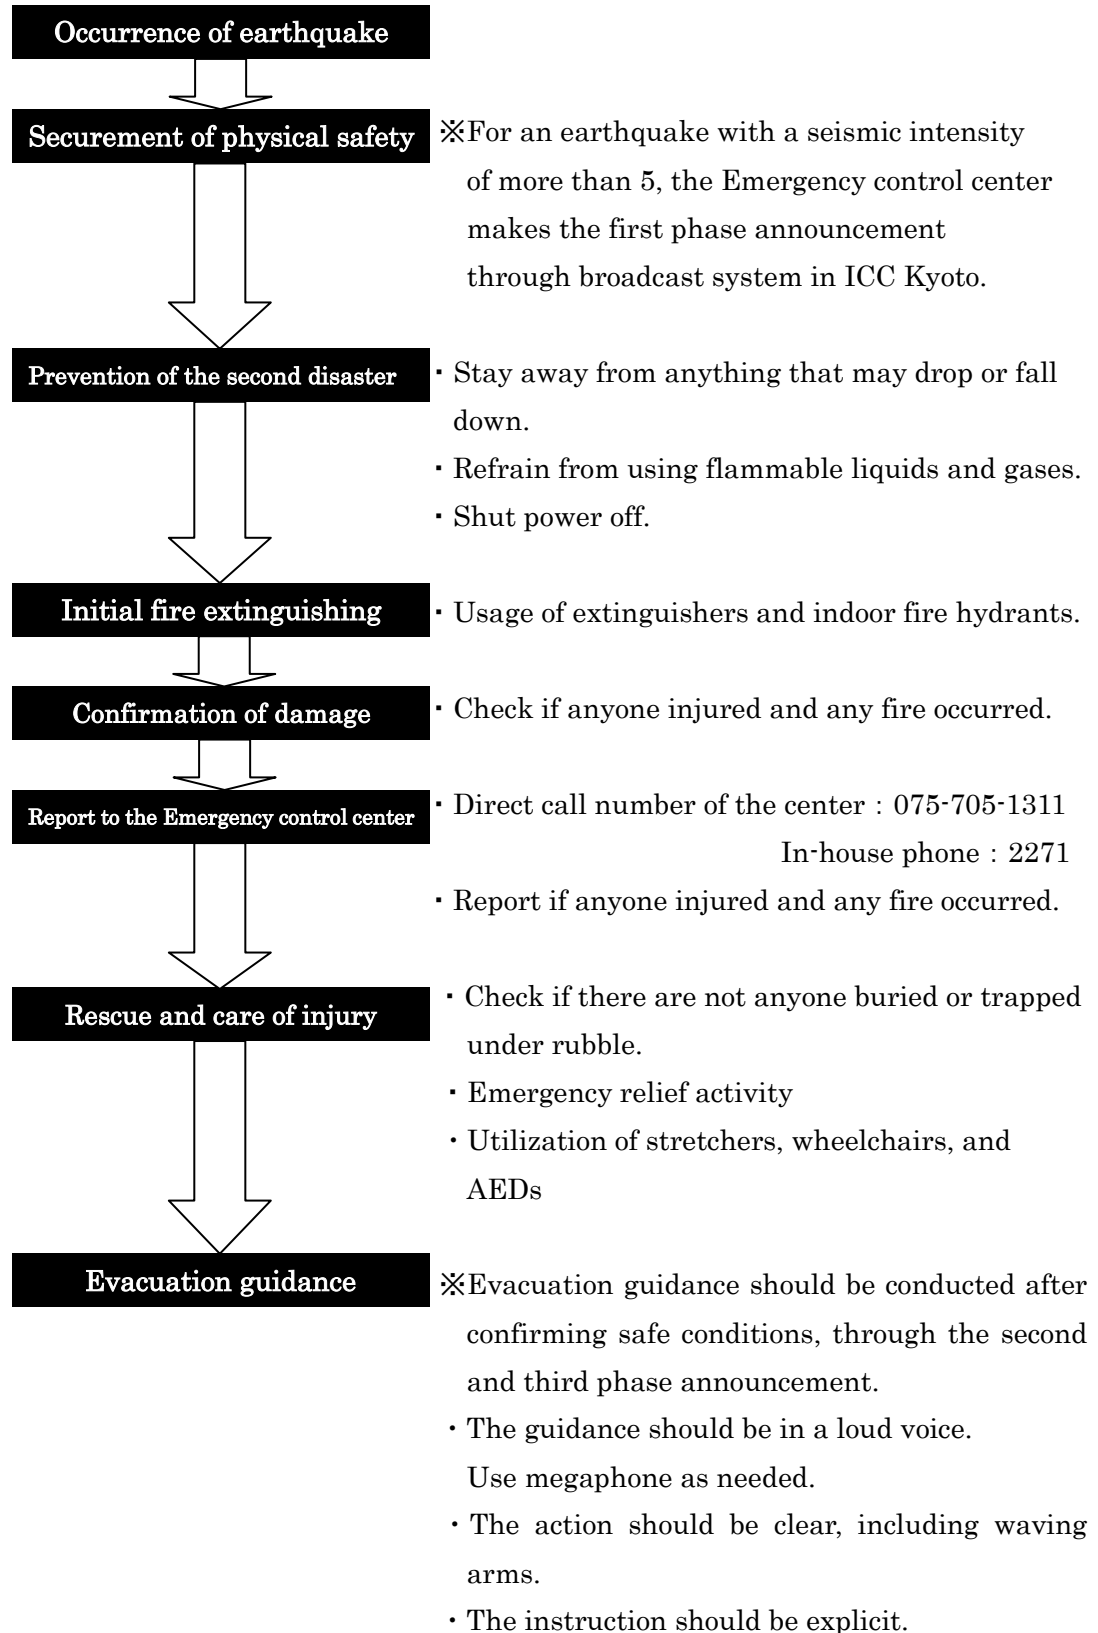 Occurrence of earthquake
Securement of physical safety
※For an earthquake with a seismic intensity
of more than 5, the Emergency control center
makes the first phase announcement
through broadcast system in ICC Kyoto.
Prevention of the second disaster
・Stay away from anything that may drop or fall
down.
・Refrain from using flammable liquids and gases.
・Shut power off.
Initial fire extinguishing
・Usage of extinguishers and indoor fire hydrants.
Confirmation of damage
・Check if anyone injured and any fire occurred.
Report to the Emergency control center
・Direct call number of the center：075-705-1311
In-house phone：2271
・Report if anyone injured and any fire occurred.
Rescue and care of injury
・Check if there are not anyone buried or trapped
under rubble.
・Emergency relief activity
・Utilization of stretchers, wheelchairs, and
AEDs
Evacuation guidance
※Evacuation guidance should be conducted after
confirming safe conditions, through the second
and third phase announcement.
・The guidance should be in a loud voice.
Use megaphone as needed.
・The action should be clear, including waving
arms.
・The instruction should be explicit.